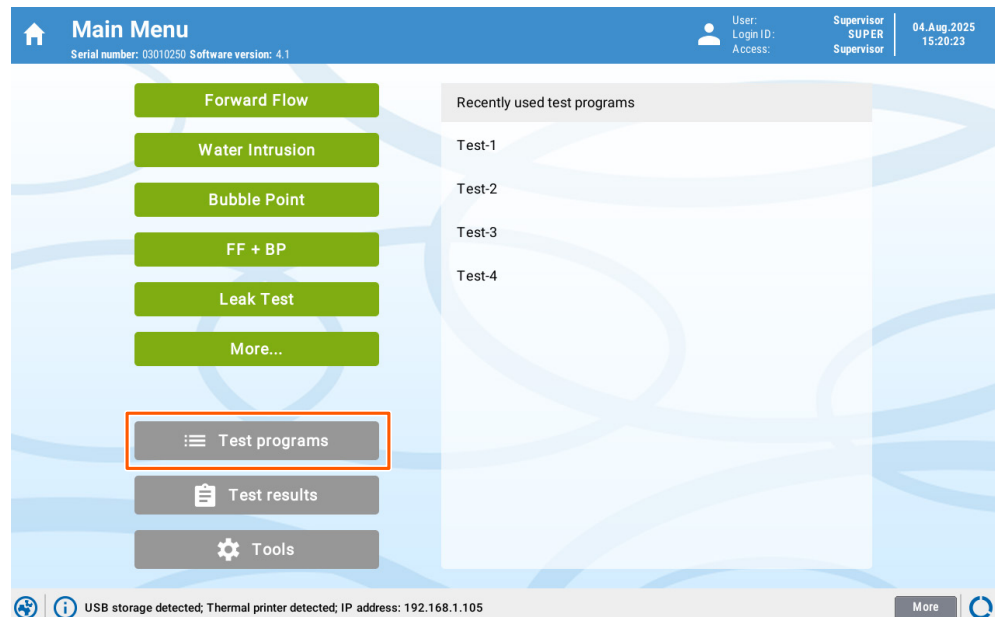 Main Menu
Serial number: 03010250 Software version: 4.1
User: Supervisor
Login ID: SUPER
Access: Supervisor
04.Aug.2025
15:20:23
Forward Flow
Water Intrusion
Bubble Point
FF + BP
Leak Test
More...
Test programs
Test results
Tools
Recently used test programs
Test-1
Test-2
Test-3
Test-4
USB storage detected; Thermal printer detected; IP address: 192.168.1.105
More